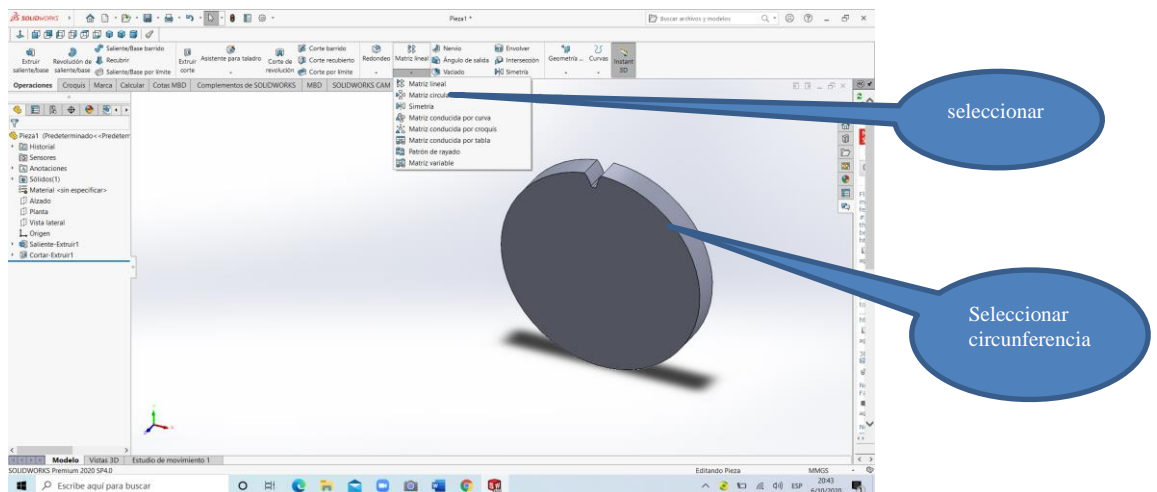 SOLIDWORKS
Pieza1 *
Buscar archivos y modelos
Extruir saliente/base
Revolución de saliente/base
Saliente/Base barrido
Recubrir
Saliente/Base por límite
Extruir corte
Asistente para taladro
Corte de revolución
Corte barrido
Corte recubierto
Corte por límite
Redondeo
Matriz lineal
Nervio
Ángulo de salida
Vaciado
Envolver
Intersección
Simetría
Geometría ...
Curvas
Instant 3D
Operaciones
Croquis
Marca
Calcular
Cotas MBD
Complementos de SOLIDWORKS
MBD
SOLIDWORKS CAM
Matriz lineal
Matriz circula
Simetría
Matriz conducida por curva
Matriz conducida por croquis
Matriz conducida por tabla
Patrón de rayado
Matriz variable
seleccionar
Pieza1 (Predeterminado<<Predeterm
Historial
Sensores
Anotaciones
Sólidos(1)
Material <sin especificar>
Alzado
Planta
Vista lateral
Origen
Saliente-Extruir1
Cortar-Extruir1
Seleccionar
circunferencia
Modelo
Vistas 3D
Estudio de movimiento 1
SOLIDWORKS Premium 2020 SP4.0
Editando Pieza
MMGS
Escribe aquí para buscar
ESP
20:43
4/10/2020